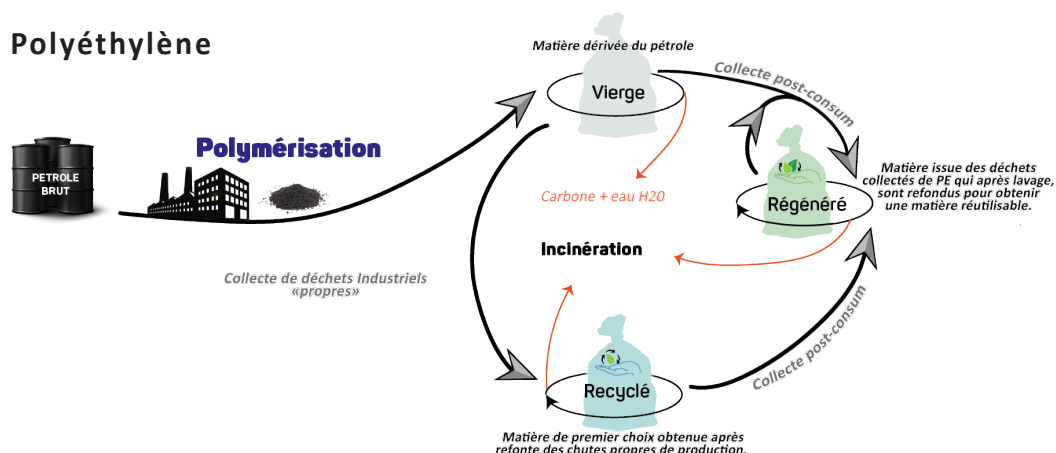 Polyéthylène
Matière dérivée du pétrole
Vierge
Collecte post-consum
PETROLE
BRUT
Polymérisation
Carbone + eau H20
Régénéré
Matière issue des déchets
collectés de PE qui après lavage,
sont refondus pour obtenir
une matière réutilisable.
Incinération
Collecte de déchets Industriels
«propres»
Collecte post-consum
Recyclé
Matière de premier choix obtenue après
refonte des chutes propres de production.